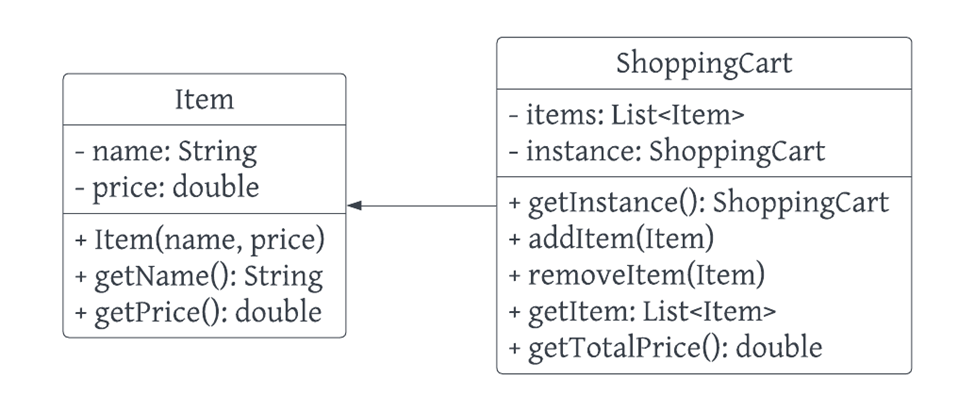 Item
- name: String
- price: double
+ Item(name, price)
+ getName(): String
+ getPrice(): double
ShoppingCart
- items: List<Item>
- instance: ShoppingCart
+ getInstance(): ShoppingCart
+ addItem(Item)
+ removeItem(Item)
+ getItem: List<Item>
+ getTotalPrice(): double